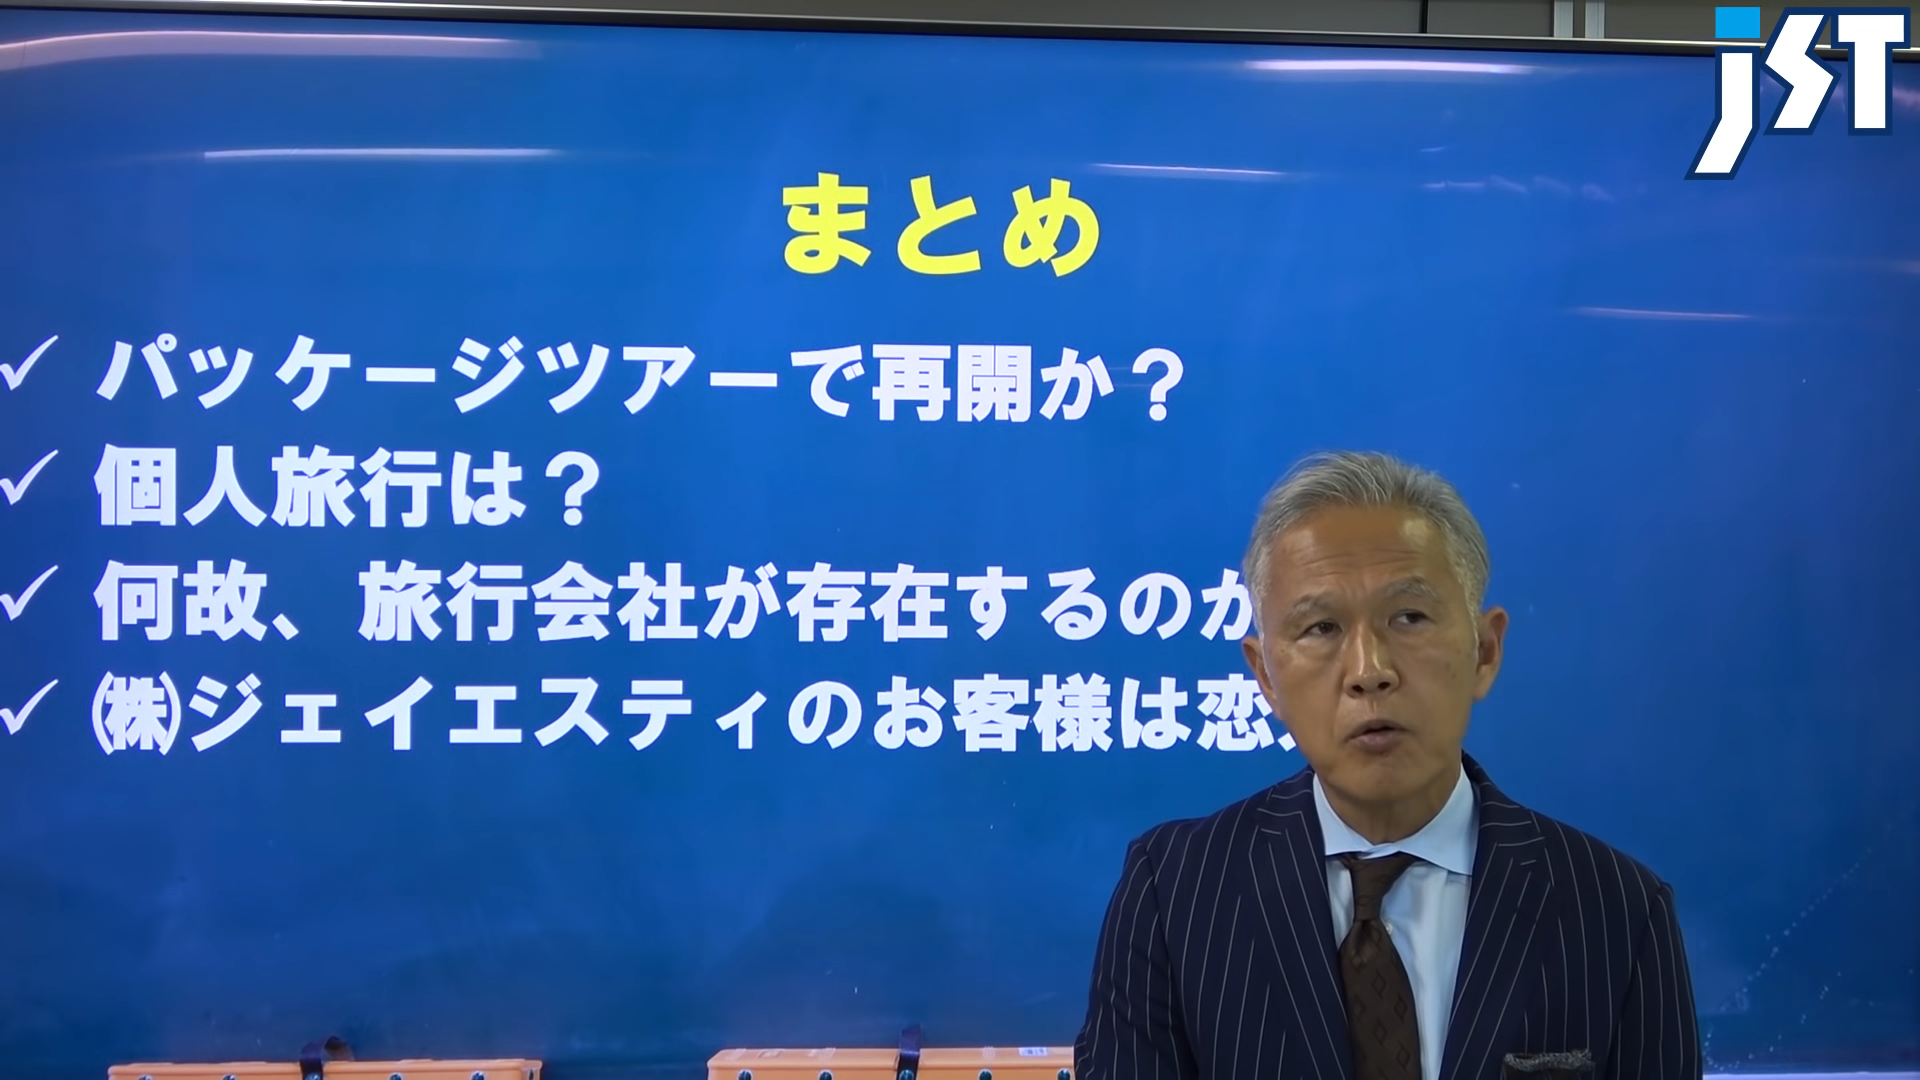 jST
まとめ
✓ パッケージツアーで再開か？
✓ 個人旅行は？
✓ 何故、旅行会社が存在するのか
✓ ㈱ジェイエスティのお客様は恋